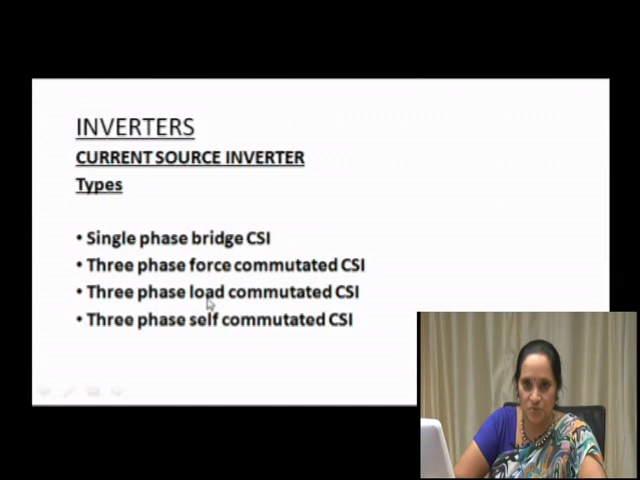 INVERTERS
CURRENT SOURCE INVERTER
Types
• Single phase bridge CSI
• Three phase force commutated CSI
• Three phase load commutated CSI
• Three phase self commutated CSI